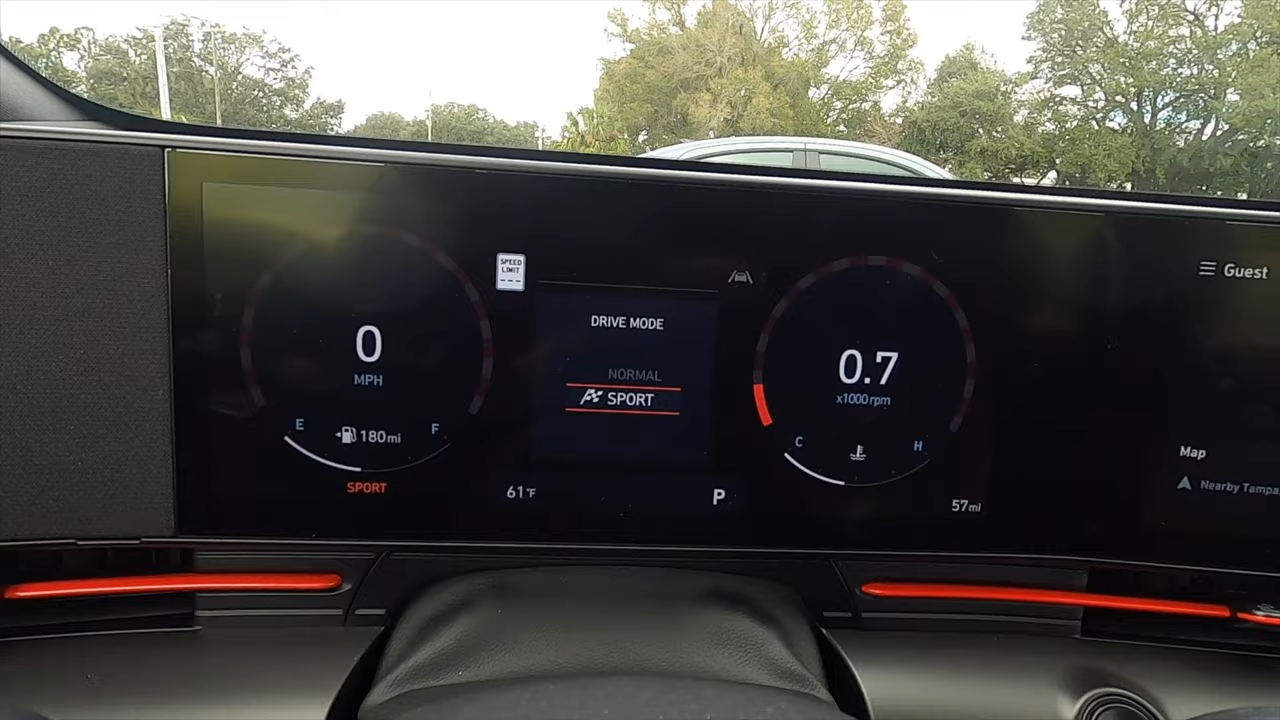 SPEED
LIMIT
---
DRIVE MODE
NORMAL
SPORT
0
MPH
E
180mi
F
SPORT
61°F
P
0.7
x1000 rpm
C
H
57mi
Guest
Map
Nearby Tampa